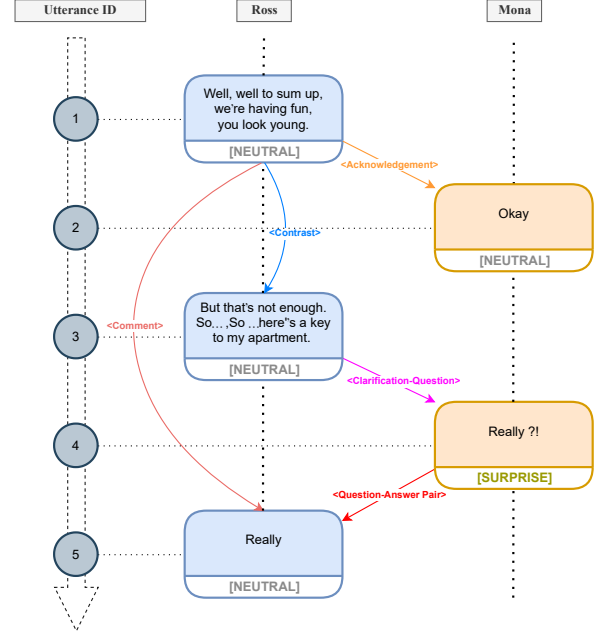 Utterance ID
Ross
Mona
1
Well, well to sum up,
we're having fun,
you look young.
[NEUTRAL]
<Acknowledgement>
2
Okay
[NEUTRAL]
<Contrast>
3
But that's not enough.
So... ,So ...here"s a key
to my apartment.
[NEUTRAL]
<Comment>
<Clarification-Question>
4
Really ?!
[SURPRISE]
<Question-Answer Pair>
5
Really
[NEUTRAL]